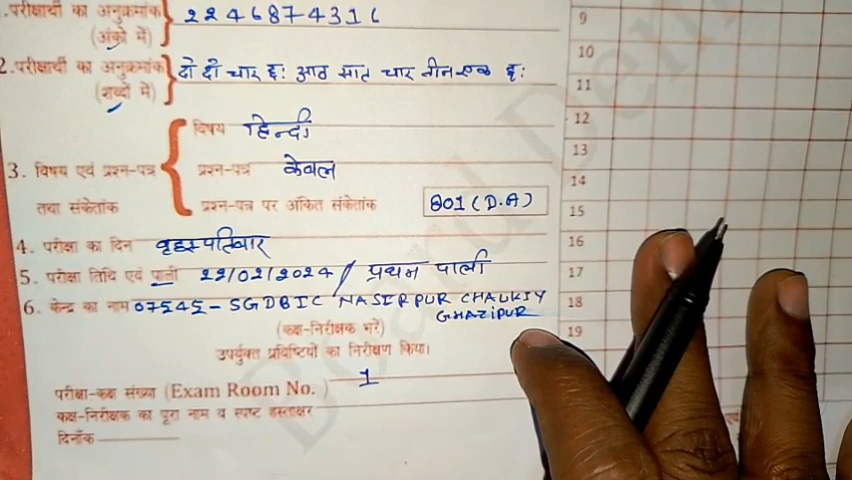 1. परीक्षार्थी का अनुक्रमांक 2246874316
(अंकों में)
2. परीक्षार्थी का अनुक्रमांक दो दो चार छः आठ सात चार तीन एक छः
(शब्दों में)
विषय हिन्दी
3. विषय एवं प्रश्न-पत्र प्रश्न-पत्र केवल
तथा संकेतांक प्रश्न-पत्र पर अंकित संकेतांक 801 (D.A)
4. परीक्षा का दिन वृहस्पतिवार
5. परीक्षा तिथि एवं पाली 22/02/2024 / प्रथम पाली
6. केन्द्र का नाम 07545- SGDBIC NASIRPUR CHAUKIY
GHAZIPUR
(कक्ष-निरीक्षक भरें)
उपर्युक्त प्रविष्टियों का निरीक्षण किया।
परीक्षा-कक्ष संख्या (Exam Room No. ) 1
कक्ष-निरीक्षक का पूरा नाम व स्पष्ट हस्ताक्षर
दिनाँक
9
10
11
12
13
14
15
16
17
18
19
Board Demo